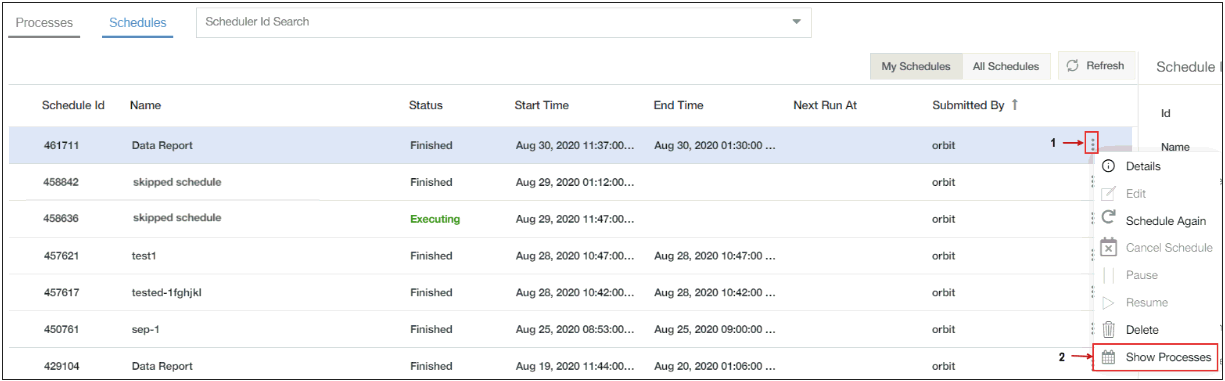 Processes Schedules Scheduler Id Search
My Schedules All Schedules Refresh Schedule I
Schedule Id Name Status Start Time End Time Next Run At Submitted By
Id
461711 Data Report Finished Aug 30, 2020 11:37:00... Aug 30, 2020 01:30:00 ... orbit 1
Name
Details
458842 skipped schedule Finished Aug 29, 2020 01:12:00... orbit
Edit
458636 skipped schedule Executing Aug 29, 2020 11:47:00... orbit
Schedule Again
Cancel Schedule
457621 test1 Finished Aug 28, 2020 10:47:00... Aug 28, 2020 10:47:00 ... orbit
Pause
457617 tested-1fghjkl Finished Aug 28, 2020 10:42:00... Aug 28, 2020 10:42:00 ... orbit
Resume
450761 sep-1 Finished Aug 25, 2020 08:53:00... Aug 25, 2020 09:00:00 ... orbit
Delete
2 Show Processes
429104 Data Report Finished Aug 19, 2020 11:44:00... Aug 20, 2020 01:06:00 ... orbit